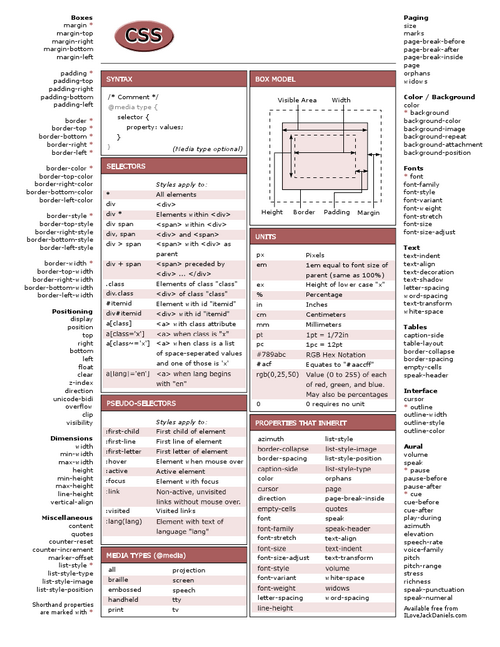 Boxes
margin *
margin-top
margin-right
margin-bottom
margin-left
padding *
padding-top
padding-right
padding-bottom
padding-left
border *
border-top *
border-bottom *
border-right *
border-left *
border-color *
border-top-color
border-right-color
border-bottom-color
border-left-color
border-style *
border-top-style
border-right-style
border-bottom-style
border-left-style
border-width *
border-top-width
border-right-width
border-bottom-width
border-left-width
Positioning
display
position
top
right
bottom
left
float
clear
z-index
direction
unicode-bidi
overflow
clip
visibility
Dimensions
width
min-width
max-width
height
min-height
max-height
line-height
vertical-align
Miscellaneous
content
quotes
counter-reset
counter-increment
marker-offset
list-style *
list-style-type
list-style-image
list-style-position
Shorthand properties
are marked with *
CSS
SYNTAX
/* Comment */
@media type {
selector {
property: values;
}
}
(Media type optional)
SELECTORS
Styles apply to:
* All elements
div <div>
div * Elements within <div>
div span <span> within <div>
div, span <div> and <span>
div > span <span> with <div> as
parent
div + span <span> preceded by
<div> ... </div>
.class Elements of class "class"
div.class <div> of class "class"
#itemid Element with id "itemid"
div#itemid <div> with id "itemid"
a[class] <a> with class attribute
a[class='x'] <a> when class is "x"
a[class~='x'] <a> when class is a list
of space-seperated values
and one of those is 'x'
a[lang|='en'] <a> when lang begins
with "en"
PSEUDO-SELECTORS
Styles apply to:
:first-child First child of element
:first-line First line of element
:first-letter First letter of element
:hover Element when mouse over
:active Active element
:focus Element with focus
:link Non-active, unvisited
links without mouse over.
:visited Visited links
:lang(lang) Element with text of
language "lang"
MEDIA TYPES (@media)
all projection
braille screen
embossed speech
handheld tty
print tv
BOX MODEL
Visible Area Width
Height Border Padding Margin
UNITS
px Pixels
em 1em equal to font size of
parent (same as 100%)
ex Height of lower case "x"
% Percentage
in Inches
cm Centimeters
mm Millimeters
pt 1pt = 1/72in
pc 1pc = 12pt
#789abc RGB Hex Notation
#acf Equates to "#aaccff"
rgb(0,25,50) Value (0 to 255) of each
of red, green, and blue.
May also be percentages
0 0 requires no unit
PROPERTIES THAT INHERIT
azimuth list-style
border-collapse list-style-image
border-spacing list-style-position
caption-side list-style-type
color orphans
cursor page
direction page-break-inside
empty-cells quotes
font speak
font-family speak-header
font-stretch text-align
font-size text-indent
font-size-adjust text-transform
font-style volume
font-variant white-space
font-weight widows
letter-spacing word-spacing
line-height
Paging
size
marks
page-break-before
page-break-after
page-break-inside
page
orphans
widows
Color / Background
color
* background
background-color
background-image
background-repeat
background-attachment
background-position
Fonts
* font
font-family
font-style
font-variant
font-weight
font-stretch
font-size
font-size-adjust
Text
text-indent
text-align
text-decoration
text-shadow
letter-spacing
word-spacing
text-transform
white-space
Tables
caption-side
table-layout
border-collapse
border-spacing
empty-cells
speak-header
Interface
cursor
* outline
outline-width
outline-style
outline-color
Aural
volume
speak
* pause
pause-before
pause-after
* cue
cue-before
cue-after
play-during
azimuth
elevation
speech-rate
voice-family
pitch
pitch-range
stress
richness
speak-punctuation
speak-numeral
Available free from
ILoveJackDaniels.com